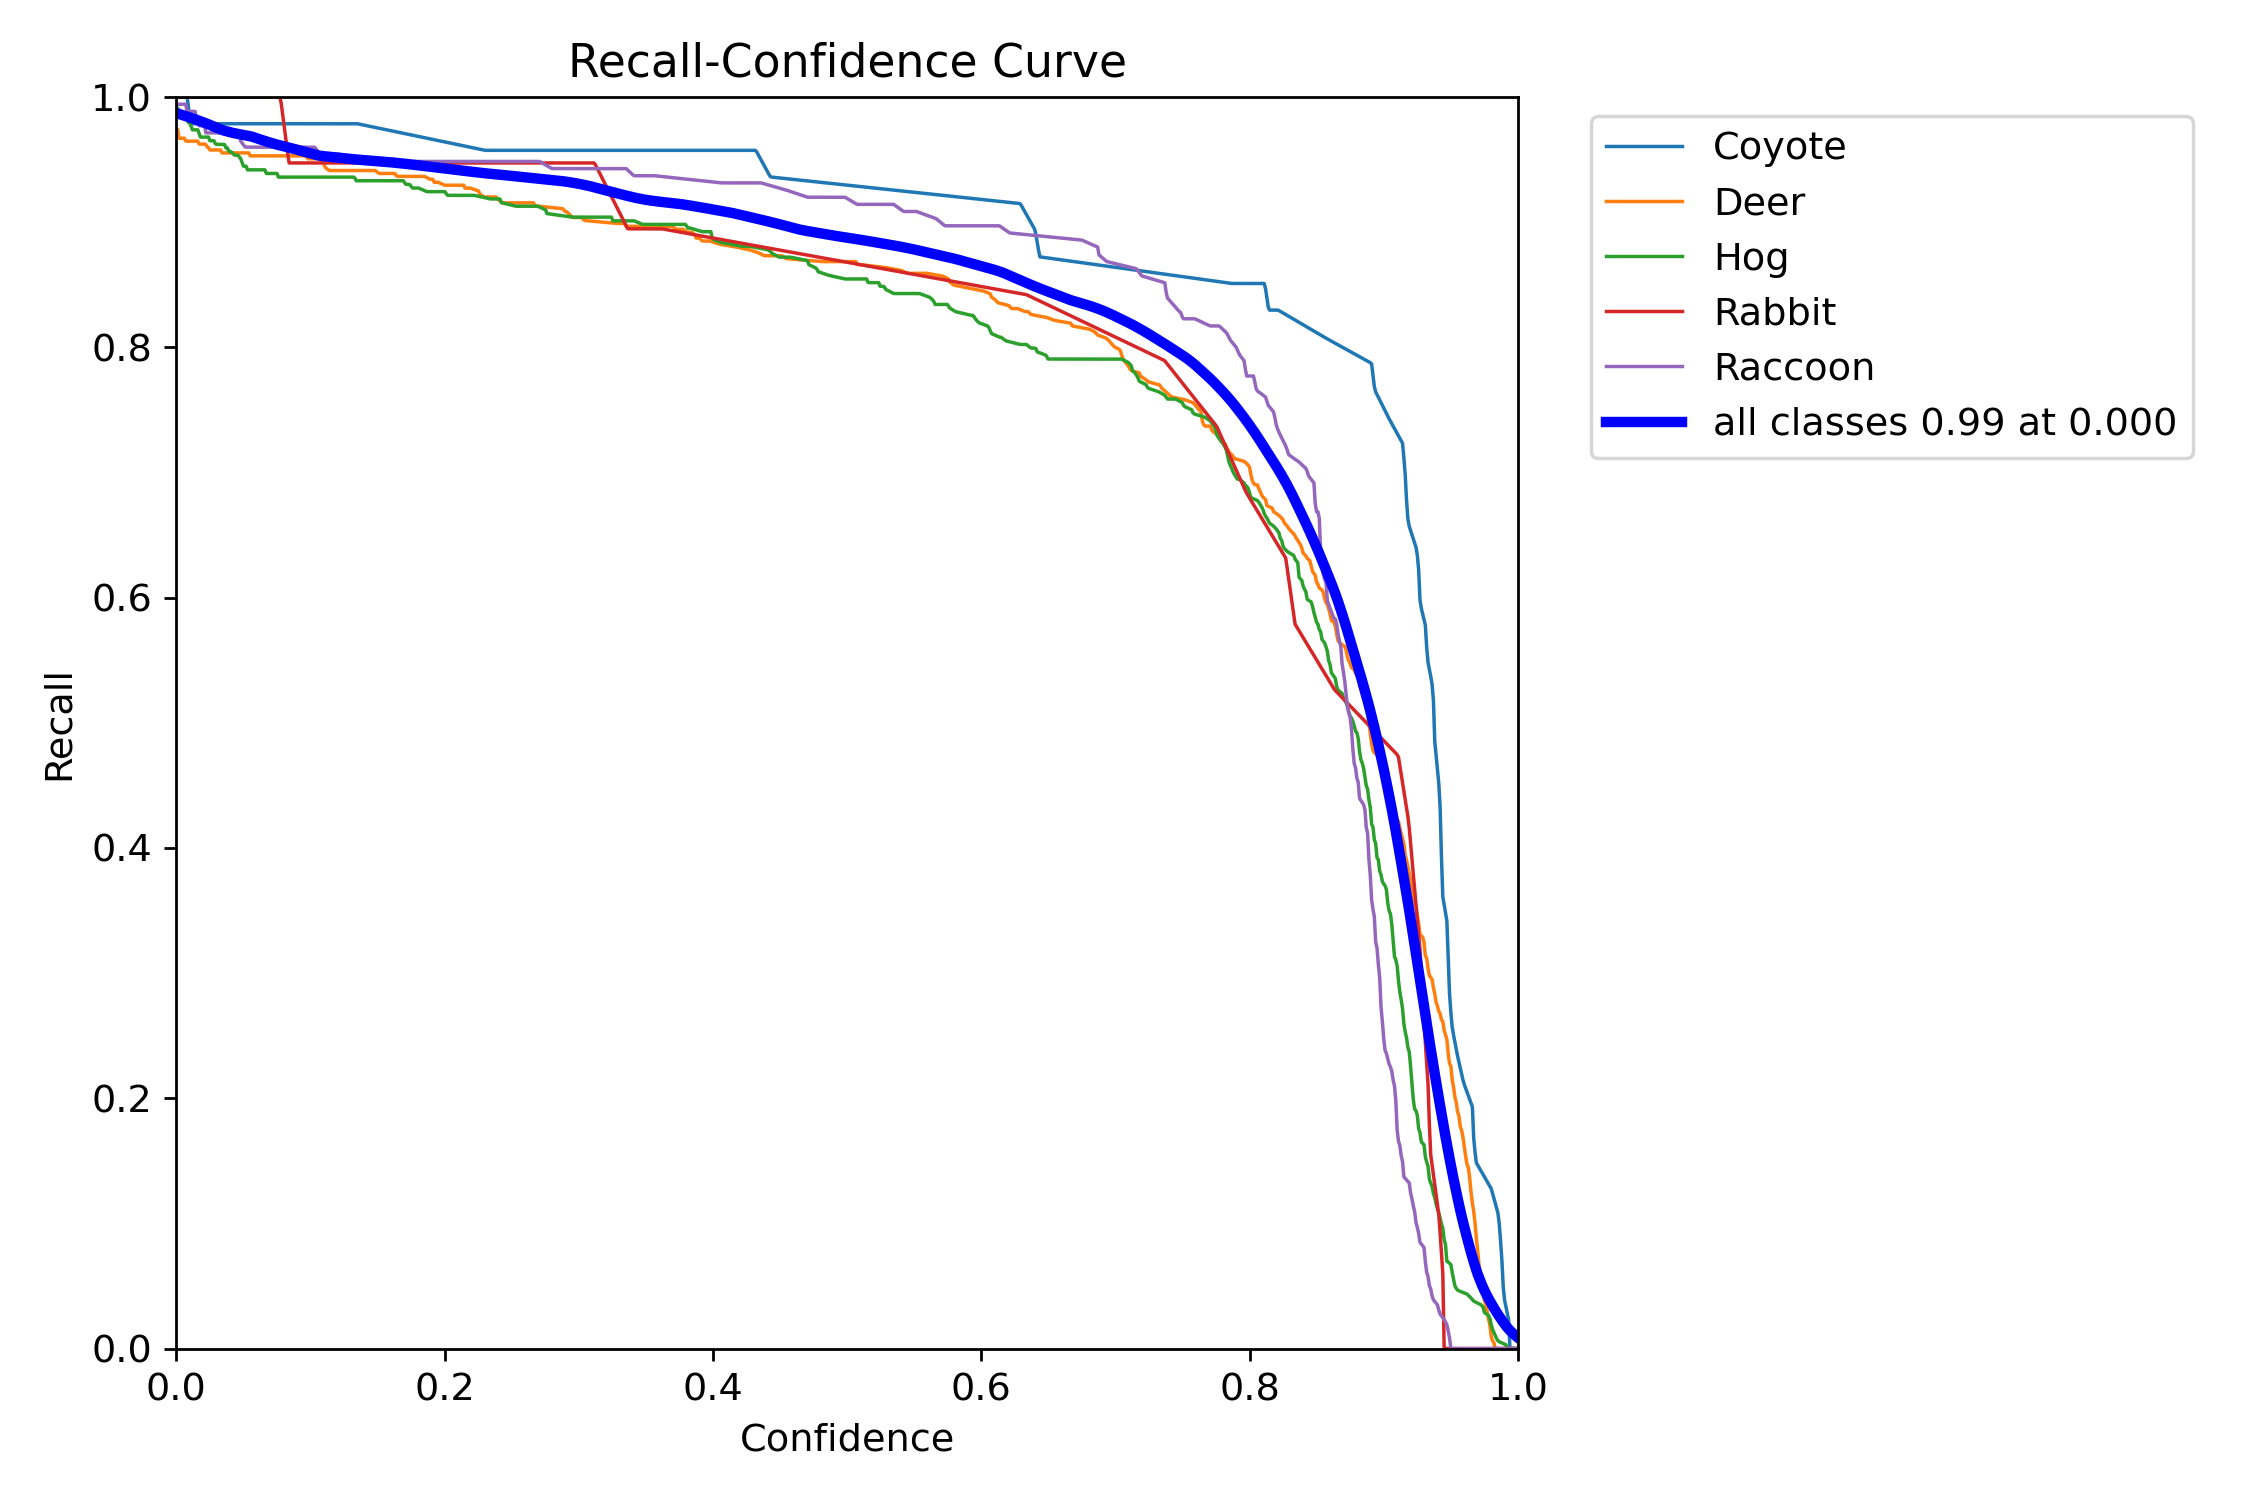 Recall-Confidence Curve
1.0
0.8
0.6
0.4
0.2
0.0
Recall
0.0 0.2 0.4 0.6 0.8 1.0
Confidence
Coyote
Deer
Hog
Rabbit
Raccoon
all classes 0.99 at 0.000